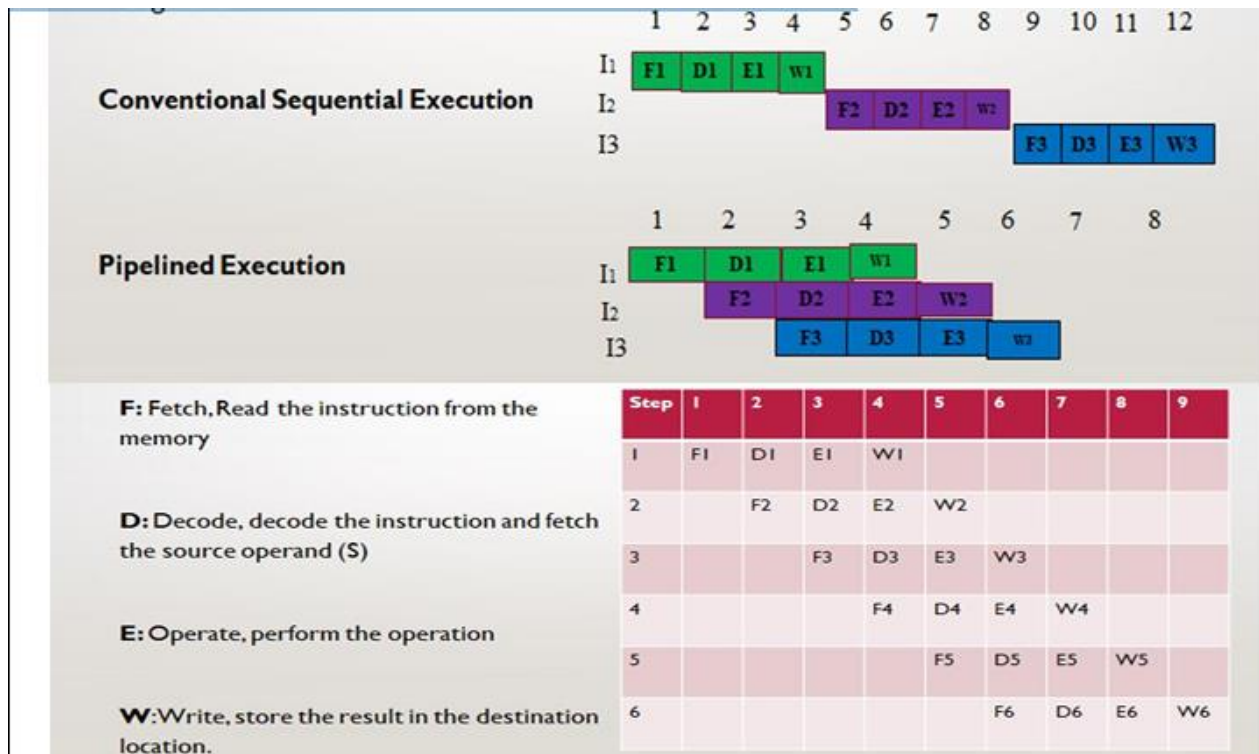 1 2 3 4 5 6 7 8 9 10 11 12
I1 F1 D1 E1 W1
Conventional Sequential Execution
I2 F2 D2 E2 W2
I3 F3 D3 E3 W3
1 2 3 4 5 6 7 8
Pipelined Execution
I1 F1 D1 E1 W1
I2 F2 D2 E2 W2
I3 F3 D3 E3 W3
F: Fetch, Read the instruction from the
memory
D: Decode, decode the instruction and fetch
the source operand (S)
E: Operate, perform the operation
W:Write, store the result in the destination
location.
Step 1 2 3 4 5 6 7 8 9
1 F1 D1 E1 W1
2 F2 D2 E2 W2
3 F3 D3 E3 W3
4 F4 D4 E4 W4
5 F5 D5 E5 W5
6 F6 D6 E6 W6